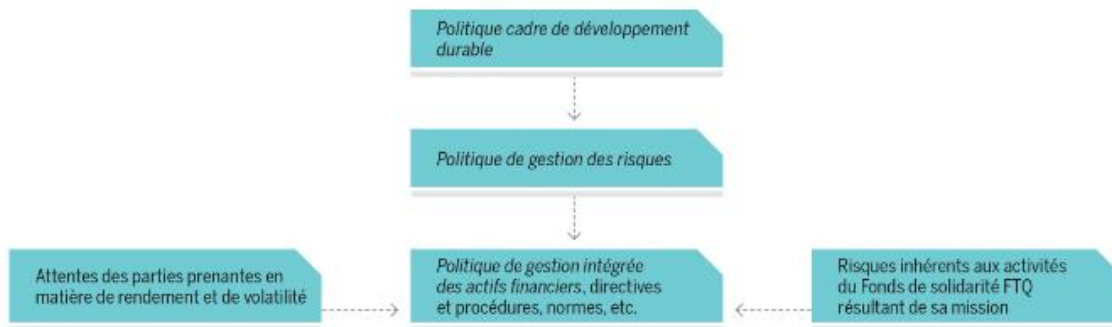 Politique cadre de développement
durable
Politique de gestion des risques
Attentes des parties prenantes en
matière de rendement et de volatilité
Politique de gestion intégrée
des actifs financiers, directives
et procédures, normes, etc.
Risques inhérents aux activités
du Fonds de solidarité FTQ
résultant de sa mission